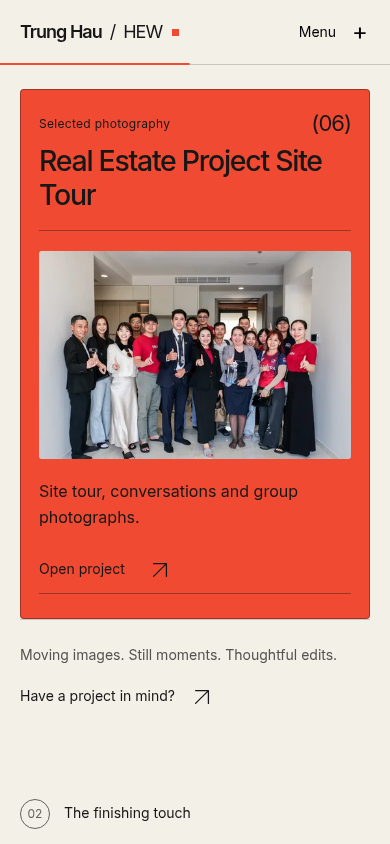 Trung Hau / HEW
Menu +
Selected photography
(06)
Real Estate Project Site
Tour
Site tour, conversations and group
photographs.
Open project
Moving images. Still moments. Thoughtful edits.
Have a project in mind?
02
The finishing touch